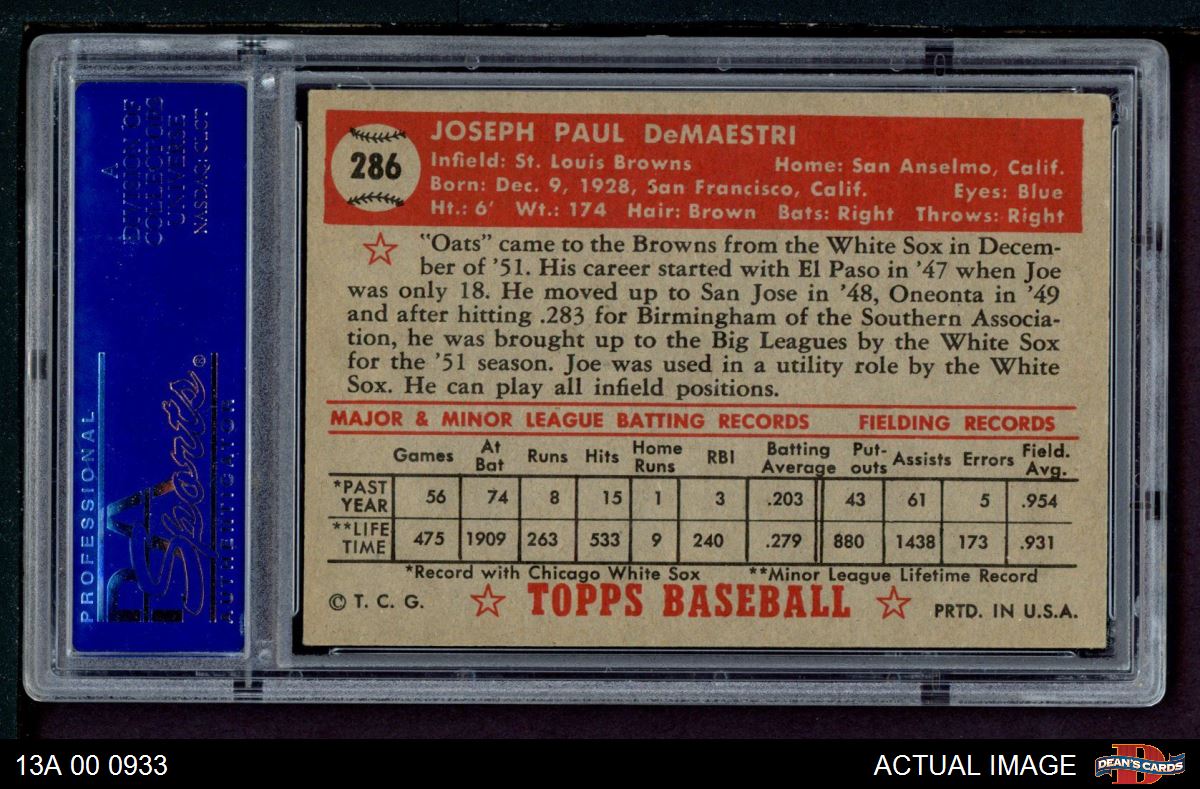 A
DIVISION OF
COLLECTORS
UNIVERSE
NASDAQ: CLCT
PROFESSIONAL
PSA
Sports®
AUTHENTICATOR
286
JOSEPH PAUL DeMAESTRI
Infield: St. Louis Browns Home: San Anselmo, Calif.
Born: Dec. 9, 1928, San Francisco, Calif. Eyes: Blue
Ht.: 6' Wt.: 174 Hair: Brown Bats: Right Throws: Right
"Oats" came to the Browns from the White Sox in Decem-
ber of '51. His career started with El Paso in '47 when Joe
was only 18. He moved up to San Jose in '48, Oneonta in '49
and after hitting .283 for Birmingham of the Southern Associa-
tion, he was brought up to the Big Leagues by the White Sox
for the '51 season. Joe was used in a utility role by the White
Sox. He can play all infield positions.
MAJOR & MINOR LEAGUE BATTING RECORDS FIELDING RECORDS
Games At Bat Runs Hits Home Runs RBI Batting Average Put-outs Assists Errors Field. Avg.
*PAST YEAR 56 74 8 15 1 3 .203 43 61 5 .954
**LIFE TIME 475 1909 263 533 9 240 .279 880 1438 173 .931
*Record with Chicago White Sox **Minor League Lifetime Record
© T. C. G. TOPPS BASEBALL PRTD. IN U.S.A.
13A 00 0933 ACTUAL IMAGE DEAN'S CARDS